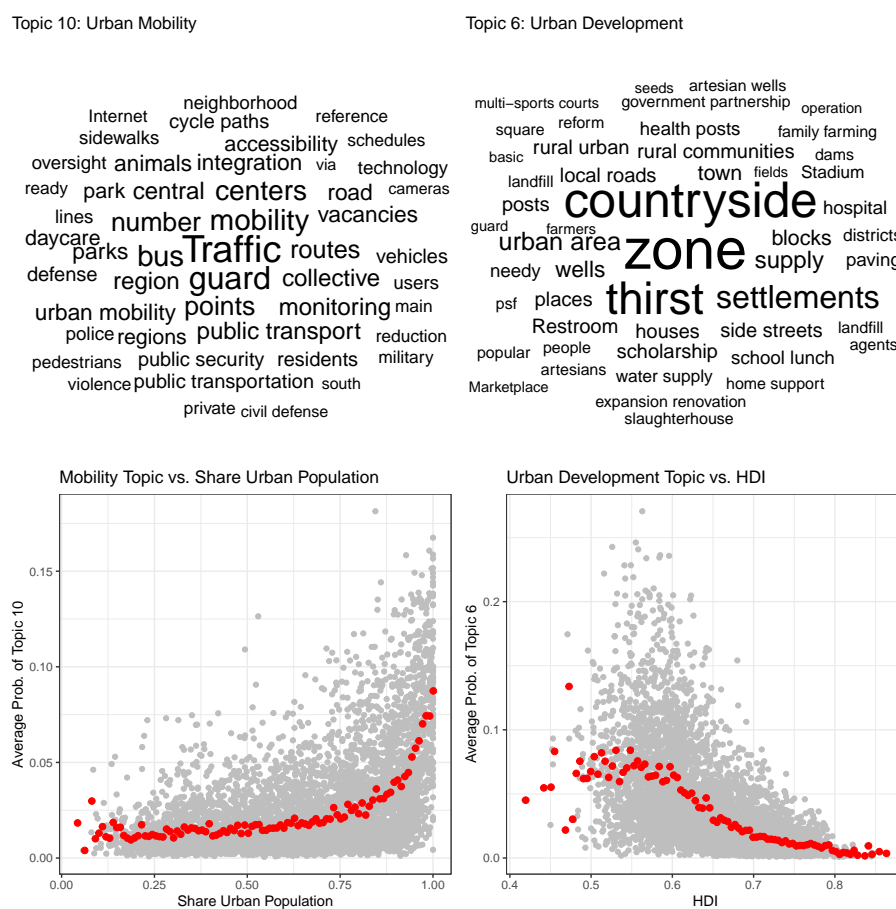 Topic 10: Urban Mobility
neighborhood
Internet cycle paths reference
sidewalks accessibility schedules
oversight animals integration via technology
ready park central centers road cameras
lines number mobility vacancies
daycare parks bus Traffic routes vehicles
defense region guard collective users
urban mobility points monitoring main
police regions public transport reduction
pedestrians public security residents military
violence public transportation south
private civil defense
Topic 6: Urban Development
seeds artesian wells
multi−sports courts government partnership operation
square reform health posts family farming
basic rural urban rural communities dams
landfill local roads town fields Stadium
posts countryside hospital
guard farmers
urban area zone blocks districts
needy wells supply paving
psf places thirst settlements
Restroom houses side streets landfill
popular people scholarship school lunch agents
artesians water supply home support
Marketplace
expansion renovation
slaughterhouse
Mobility Topic vs. Share Urban Population
Average Prob. of Topic 10
0.15
0.10
0.05
0.00
0.00 0.25 0.50 0.75 1.00
Share Urban Population
Urban Development Topic vs. HDI
Average Prob. of Topic 6
0.2
0.1
0.0
0.4 0.5 0.6 0.7 0.8
HDI